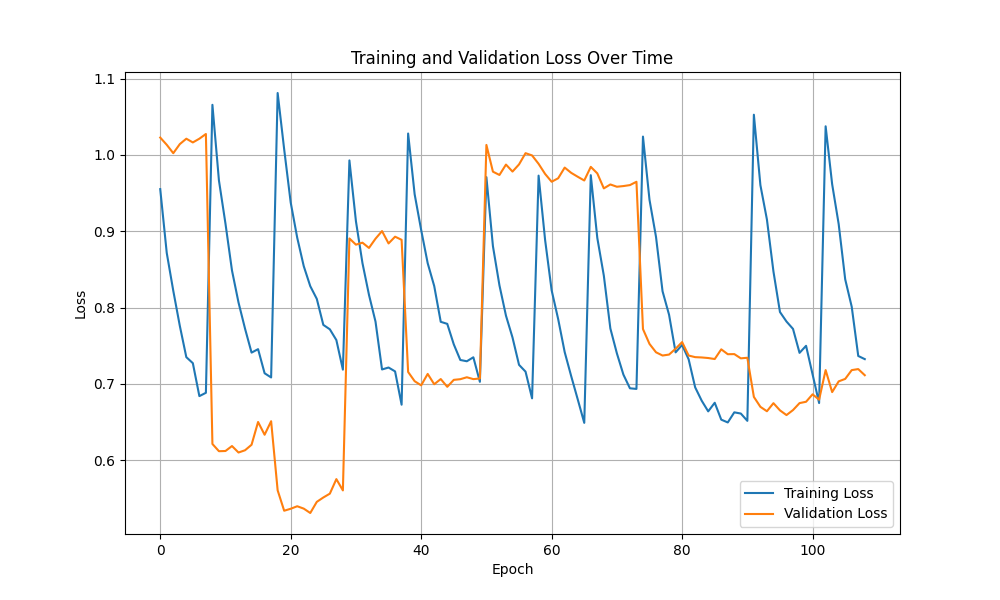 Training and Validation Loss Over Time
1.1
1.0
0.9
0.8
0.7
0.6
Loss
Training Loss
Validation Loss
0 20 40 60 80 100
Epoch